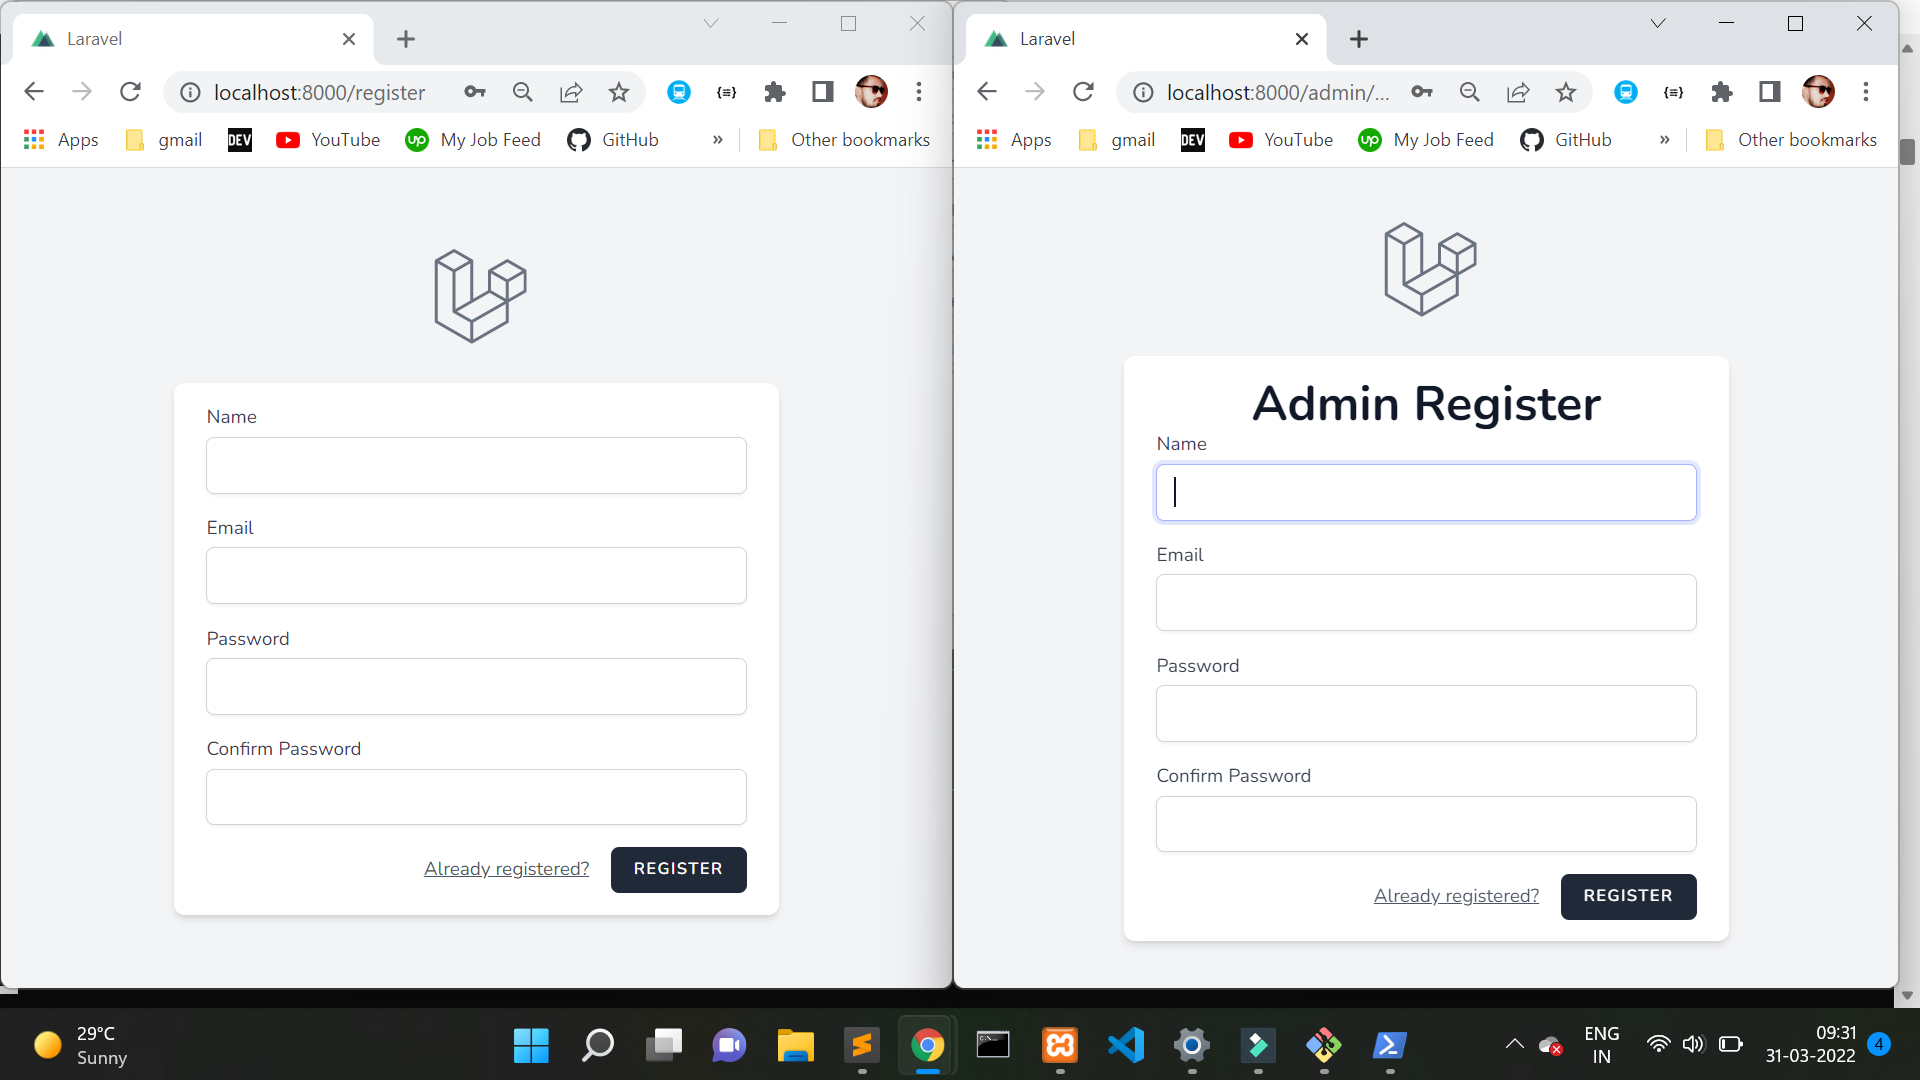 Laravel
localhost:8000/register
Apps
gmail
DEV
YouTube
up
My Job Feed
GitHub
»
Other bookmarks
Name
Email
Password
Confirm Password
Already registered?
REGISTER
Laravel
localhost:8000/admin/...
Apps
gmail
DEV
YouTube
up
My Job Feed
GitHub
»
Other bookmarks
Admin Register
Name
Email
Password
Confirm Password
Already registered?
REGISTER
29°C
Sunny
ENG
IN
09:31
31-03-2022
4